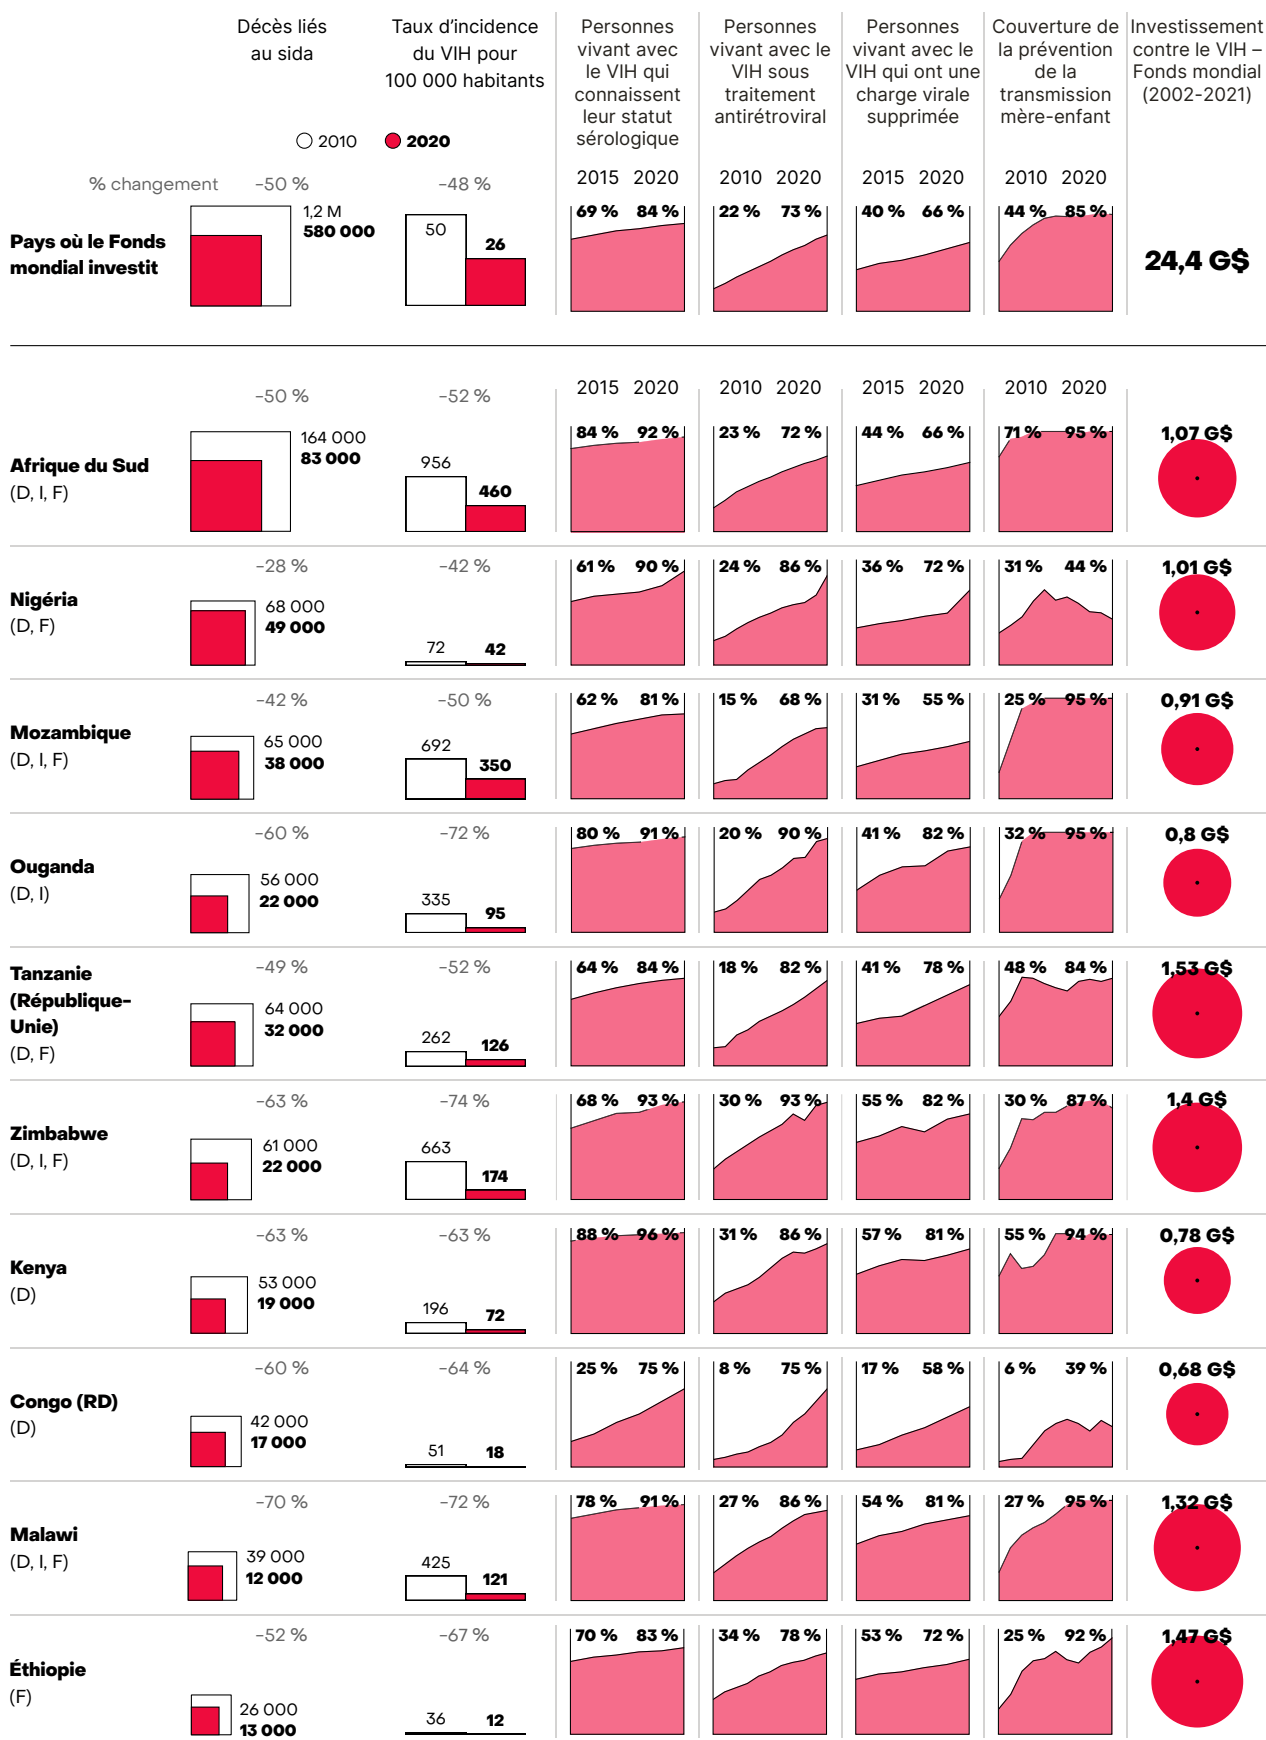 Décès liés
au sida
Taux d’incidence
du VIH pour
100 000 habitants
Personnes
vivant avec
le VIH qui
connaissent
leur statut
sérologique
Personnes
vivant avec le
VIH sous
traitement
antirétroviral
Personnes
vivant avec le
VIH qui ont une
charge virale
supprimée
Couverture de
la prévention
de la
transmission
mère-enfant
Investissement
contre le VIH –
Fonds mondial
(2002-2021)
2010 2020
% changement -50 % -48 % 2015 2020 2010 2020 2015 2020 2010 2020
Pays où le Fonds
mondial investit
1,2 M
580 000
50
26
69 % 84 % 22 % 73 % 40 % 66 % 44 % 85 %
24,4 G$
-50 % -52 % 2015 2020 2010 2020 2015 2020 2010 2020
Afrique du Sud
(D, I, F)
164 000
83 000
956
460
84 % 92 % 23 % 72 % 44 % 66 % 71 % 95 % 1,07 G$
-28 % -42 % 61 % 90 % 24 % 86 % 36 % 72 % 31 % 44 % 1,01 G$
Nigéria
(D, F)
68 000
49 000
72
42
-42 % -50 % 62 % 81 % 15 % 68 % 31 % 55 % 25 % 95 % 0,91 G$
Mozambique
(D, I, F)
65 000
38 000
692
350
-60 % -72 % 80 % 91 % 20 % 90 % 41 % 82 % 32 % 95 % 0,8 G$
Ouganda
(D, I)
56 000
22 000
335
95
-49 % -52 % 64 % 84 % 18 % 82 % 41 % 78 % 48 % 84 % 1,53 G$
Tanzanie
(République-
Unie)
(D, F)
64 000
32 000
262
126
-63 % -74 % 68 % 93 % 30 % 93 % 55 % 82 % 30 % 87 % 1,4 G$
Zimbabwe
(D, I, F)
61 000
22 000
663
174
-63 % -63 % 88 % 96 % 31 % 86 % 57 % 81 % 55 % 94 % 0,78 G$
Kenya
(D)
53 000
19 000
196
72
-60 % -64 % 25 % 75 % 8 % 75 % 17 % 58 % 6 % 39 % 0,68 G$
Congo (RD)
(D)
42 000
17 000
51
18
-70 % -72 % 78 % 91 % 27 % 86 % 54 % 81 % 27 % 95 % 1,32 G$
Malawi
(D, I, F)
39 000
12 000
425
121
-52 % -67 % 70 % 83 % 34 % 78 % 53 % 72 % 25 % 92 % 1,47 G$
Éthiopie
(F)
26 000
13 000
36
12